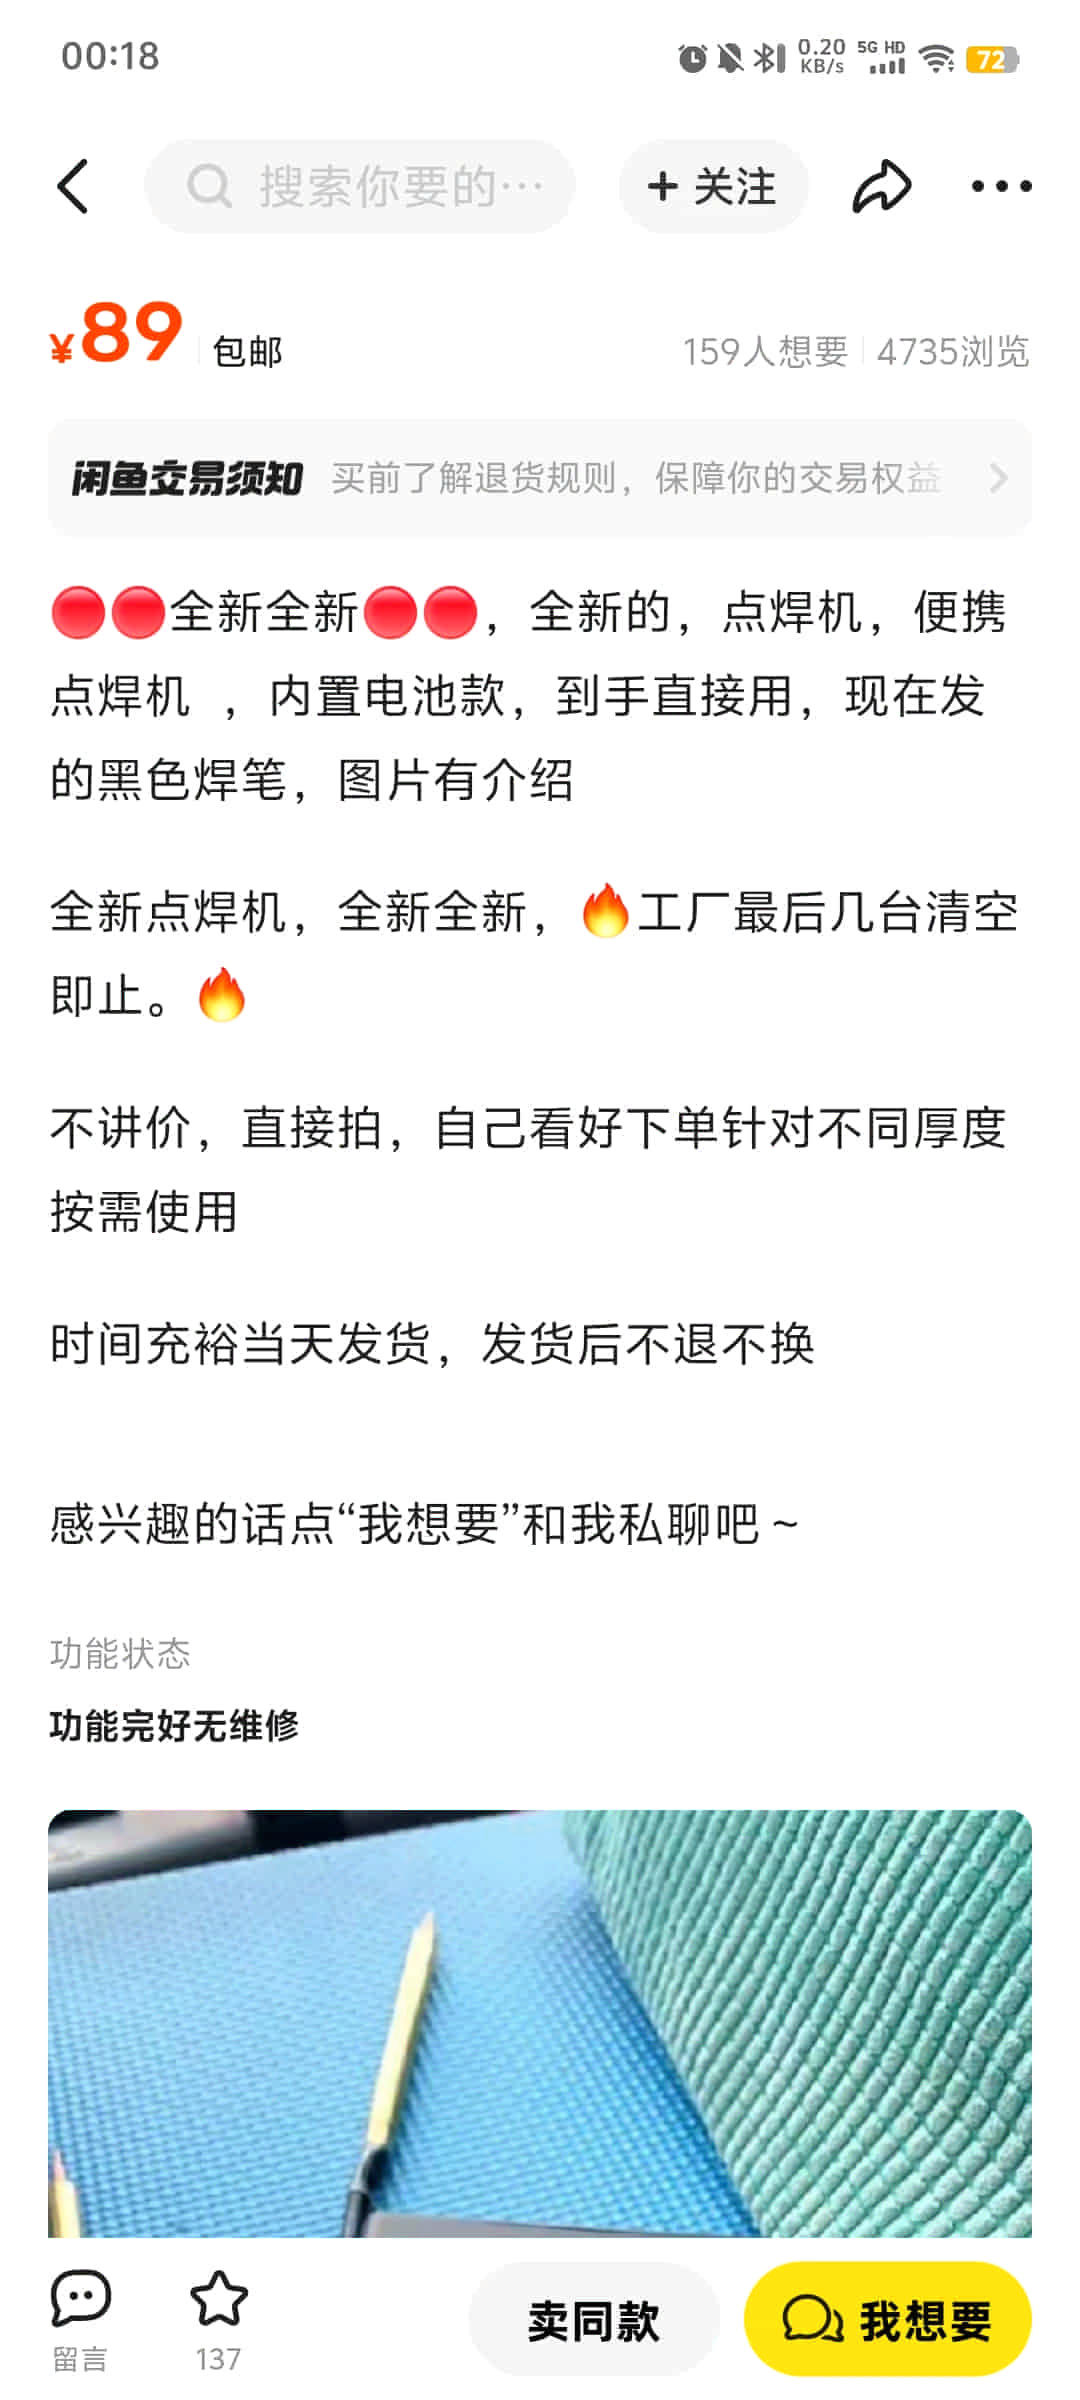 00:18
0.20 KB/s 5G HD 72
搜索你要的...
+ 关注
¥89 包邮
159人想要 4735浏览
闲鱼交易须知 买前了解退货规则，保障你的交易权益
🔴🔴全新全新🔴🔴，全新的，点焊机，便携
点焊机 ，内置电池款，到手直接用，现在发
的黑色焊笔，图片有介绍
全新点焊机，全新全新，🔥工厂最后几台清空
即止。🔥
不讲价，直接拍，自己看好下单针对不同厚度
按需使用
时间充裕当天发货，发货后不退不换
感兴趣的话点“我想要”和我私聊吧～
功能状态
功能完好无维修
留言
137
卖同款
我想要